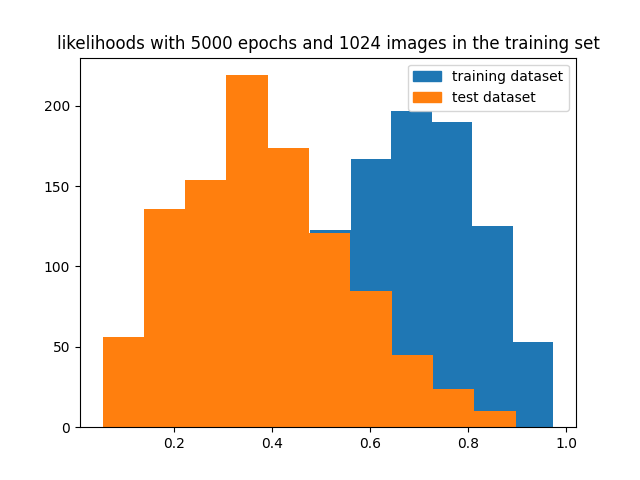 likelihoods with 5000 epochs and 1024 images in the training set
training dataset
test dataset
200
150
100
50
0
0.2 0.4 0.6 0.8 1.0